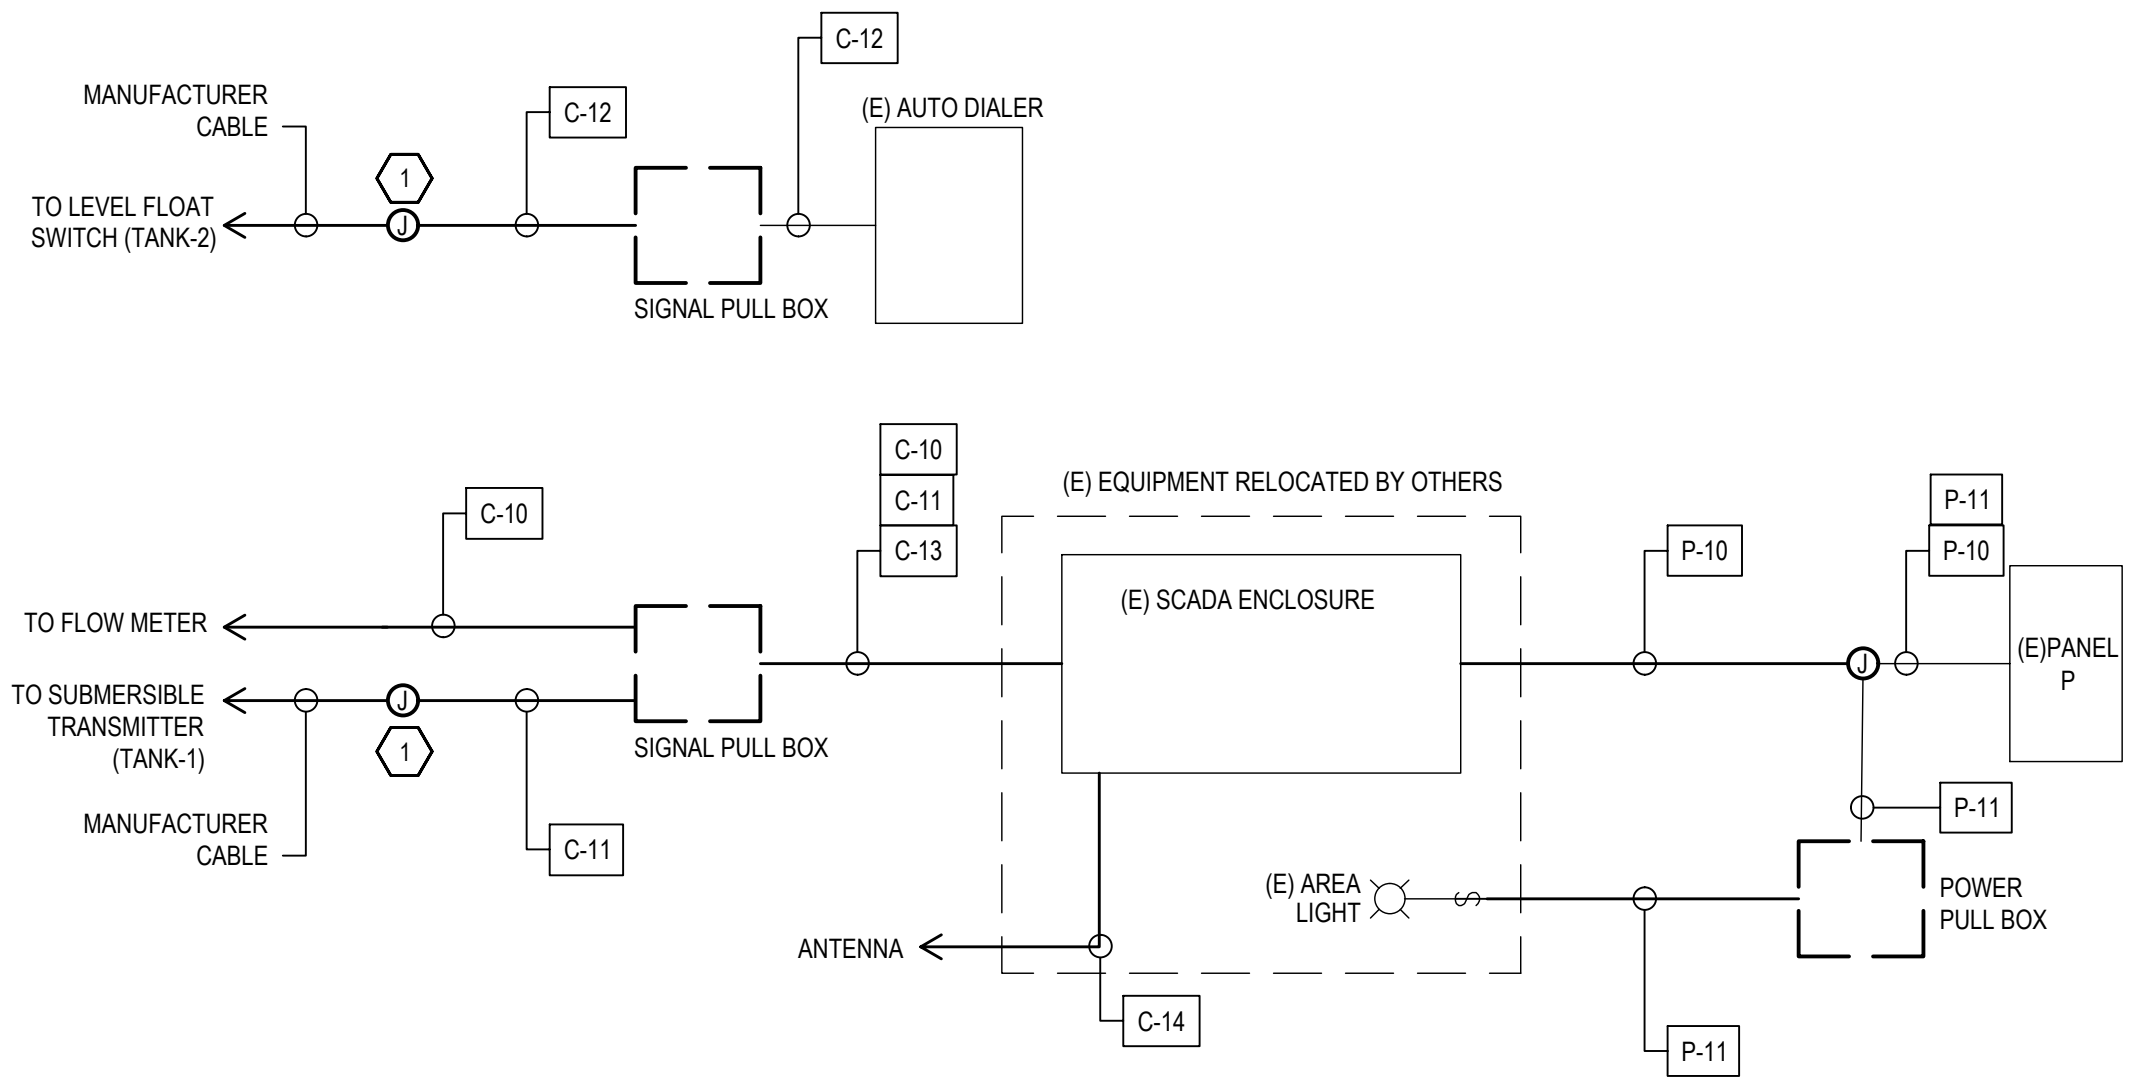 C-12
MANUFACTURER
CABLE
C-12
(E) AUTO DIALER
1
J
TO LEVEL FLOAT
SWITCH (TANK-2)
SIGNAL PULL BOX
C-10
C-11
C-13
(E) EQUIPMENT RELOCATED BY OTHERS
P-11
P-10
C-10
P-10
(E) SCADA ENCLOSURE
TO FLOW METER
(E)PANEL
P
J
TO SUBMERSIBLE
TRANSMITTER
(TANK-1)
J
1
SIGNAL PULL BOX
MANUFACTURER
CABLE
C-11
P-11
(E) AREA
LIGHT
S
POWER
PULL BOX
ANTENNA
C-14
P-11